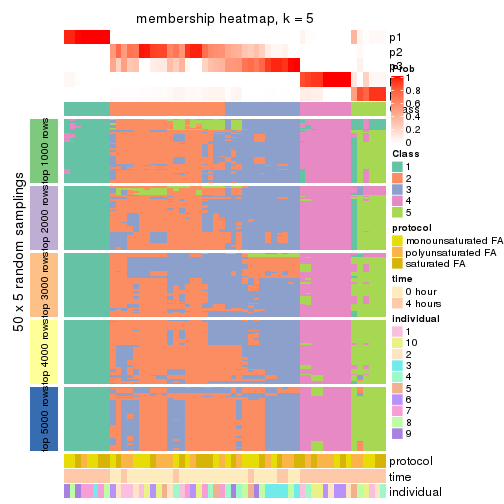 membership heatmap, k = 5
p1
p2
p3
Prob
1
0.8
0.6
0.4
0.2
0
Class
1
2
3
4
5
protocol
monounsaturated FA
polyunsaturated FA
saturated FA
time
0 hour
4 hours
individual
1
10
2
3
4
5
6
7
8
9
50 x 5 random samplings
top 1000 rows
top 2000 rows
top 3000 rows
top 4000 rows
top 5000 rows
protocol
time
individual